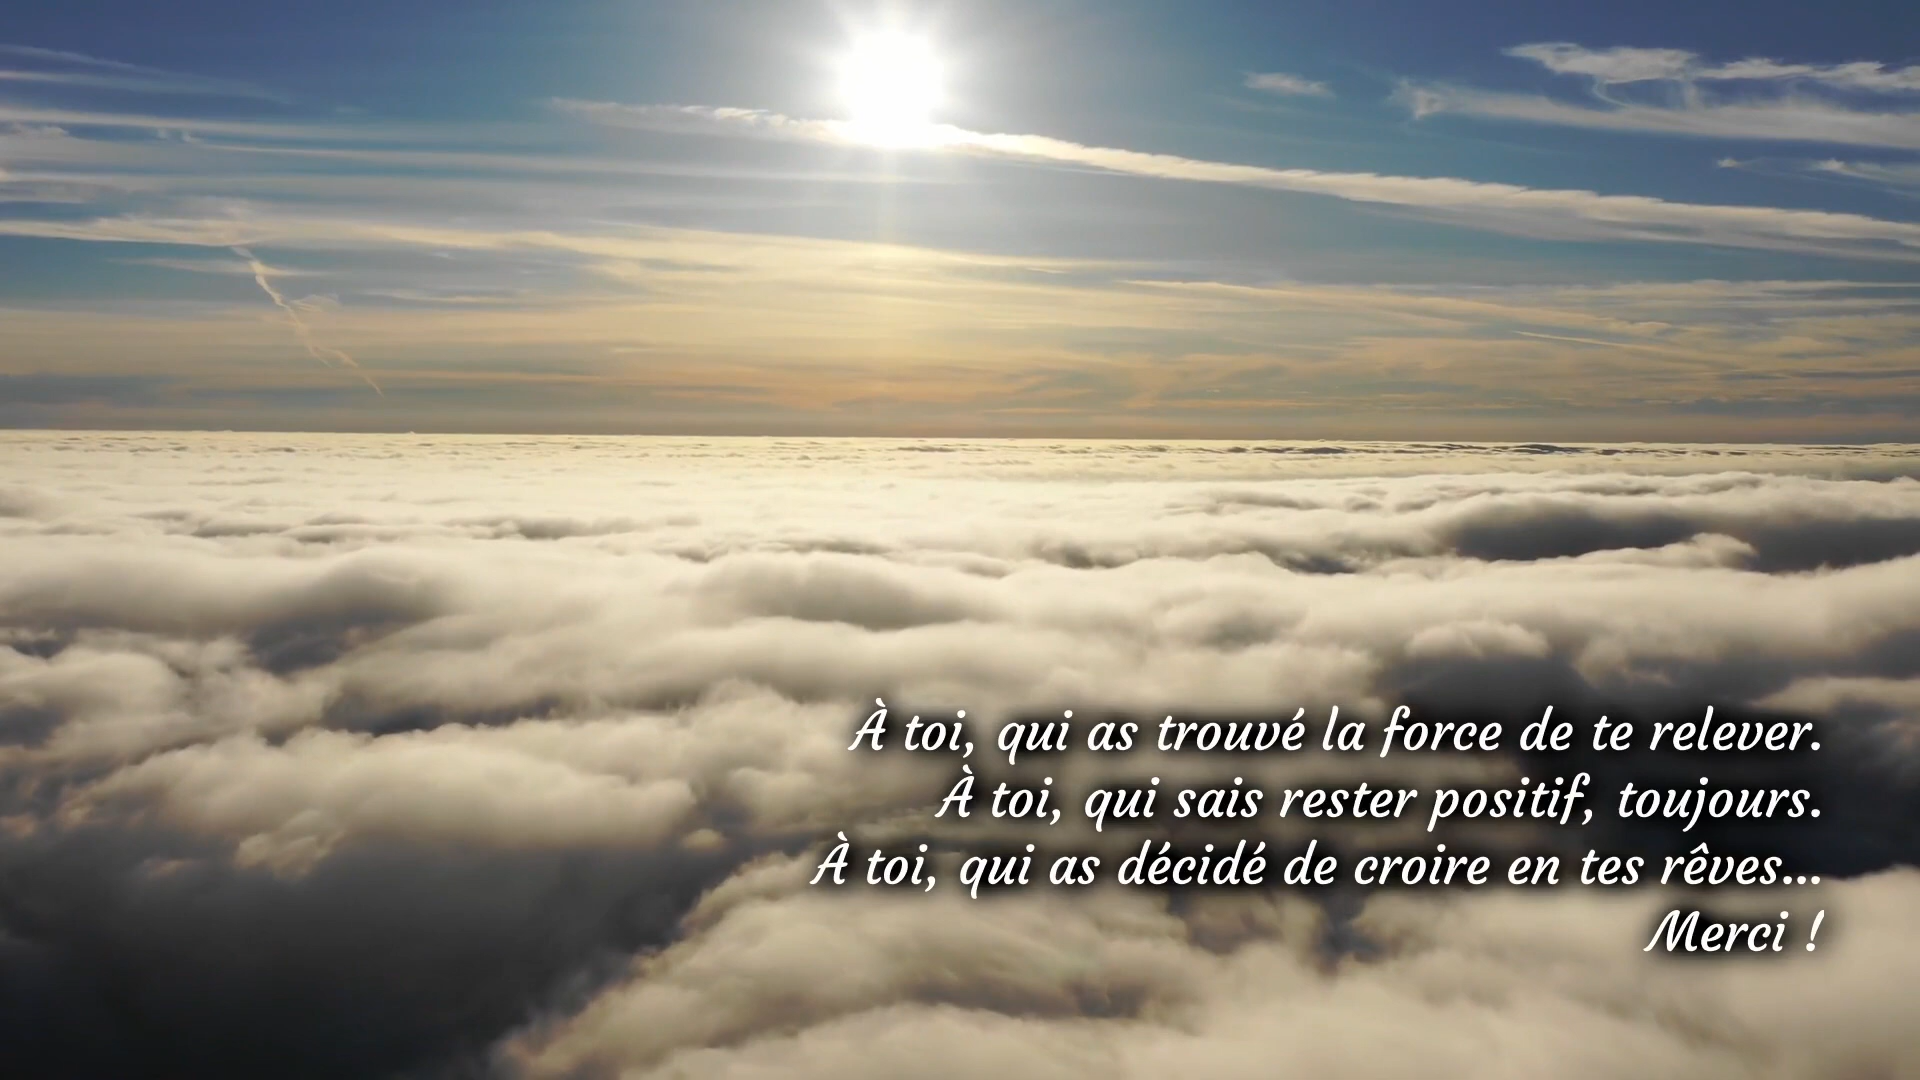 À toi, qui as trouvé la force de te relever.
À toi, qui sais rester positif, toujours.
À toi, qui as décidé de croire en tes rêves...
Merci !